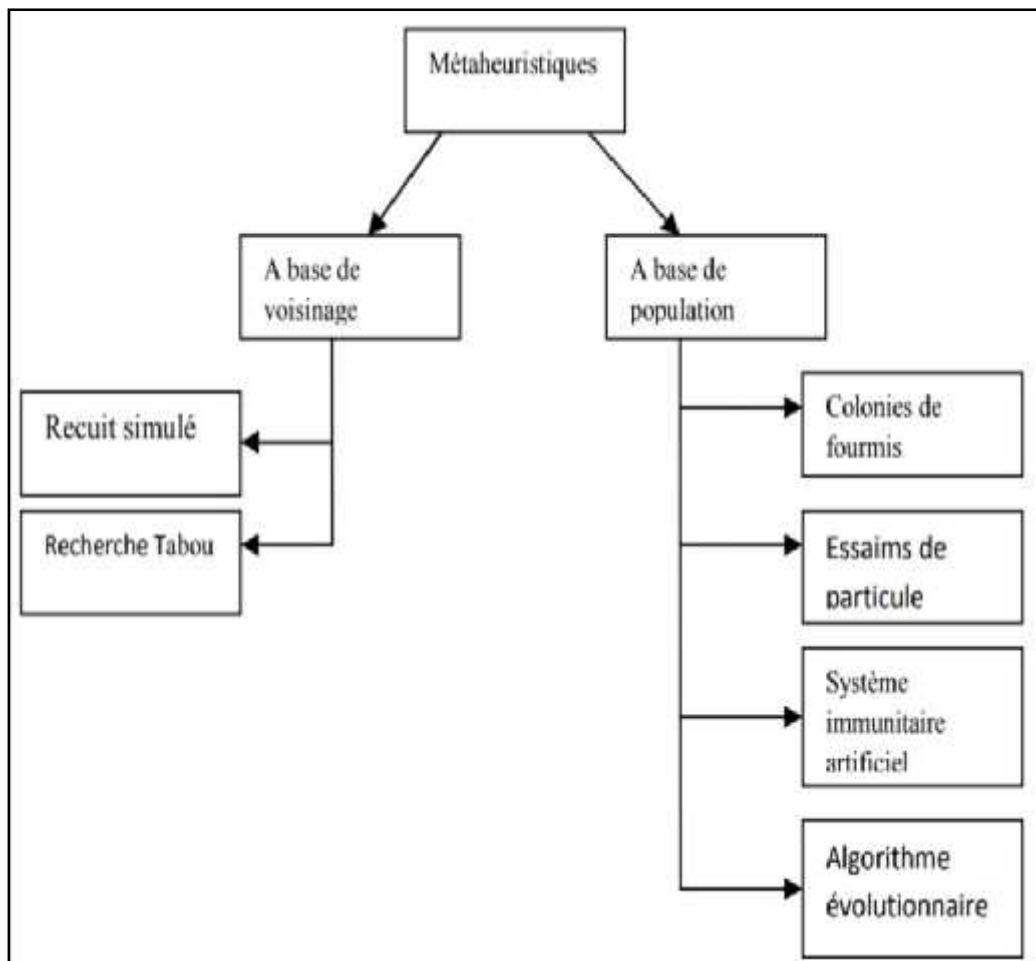 Métaheuristiques
A base de
voisinage
A base de
population
Recuit simulé
Recherche Tabou
Colonies de
fourmis
Essaims de
particule
Système
immunitaire
artificiel
Algorithme
évolutionnaire